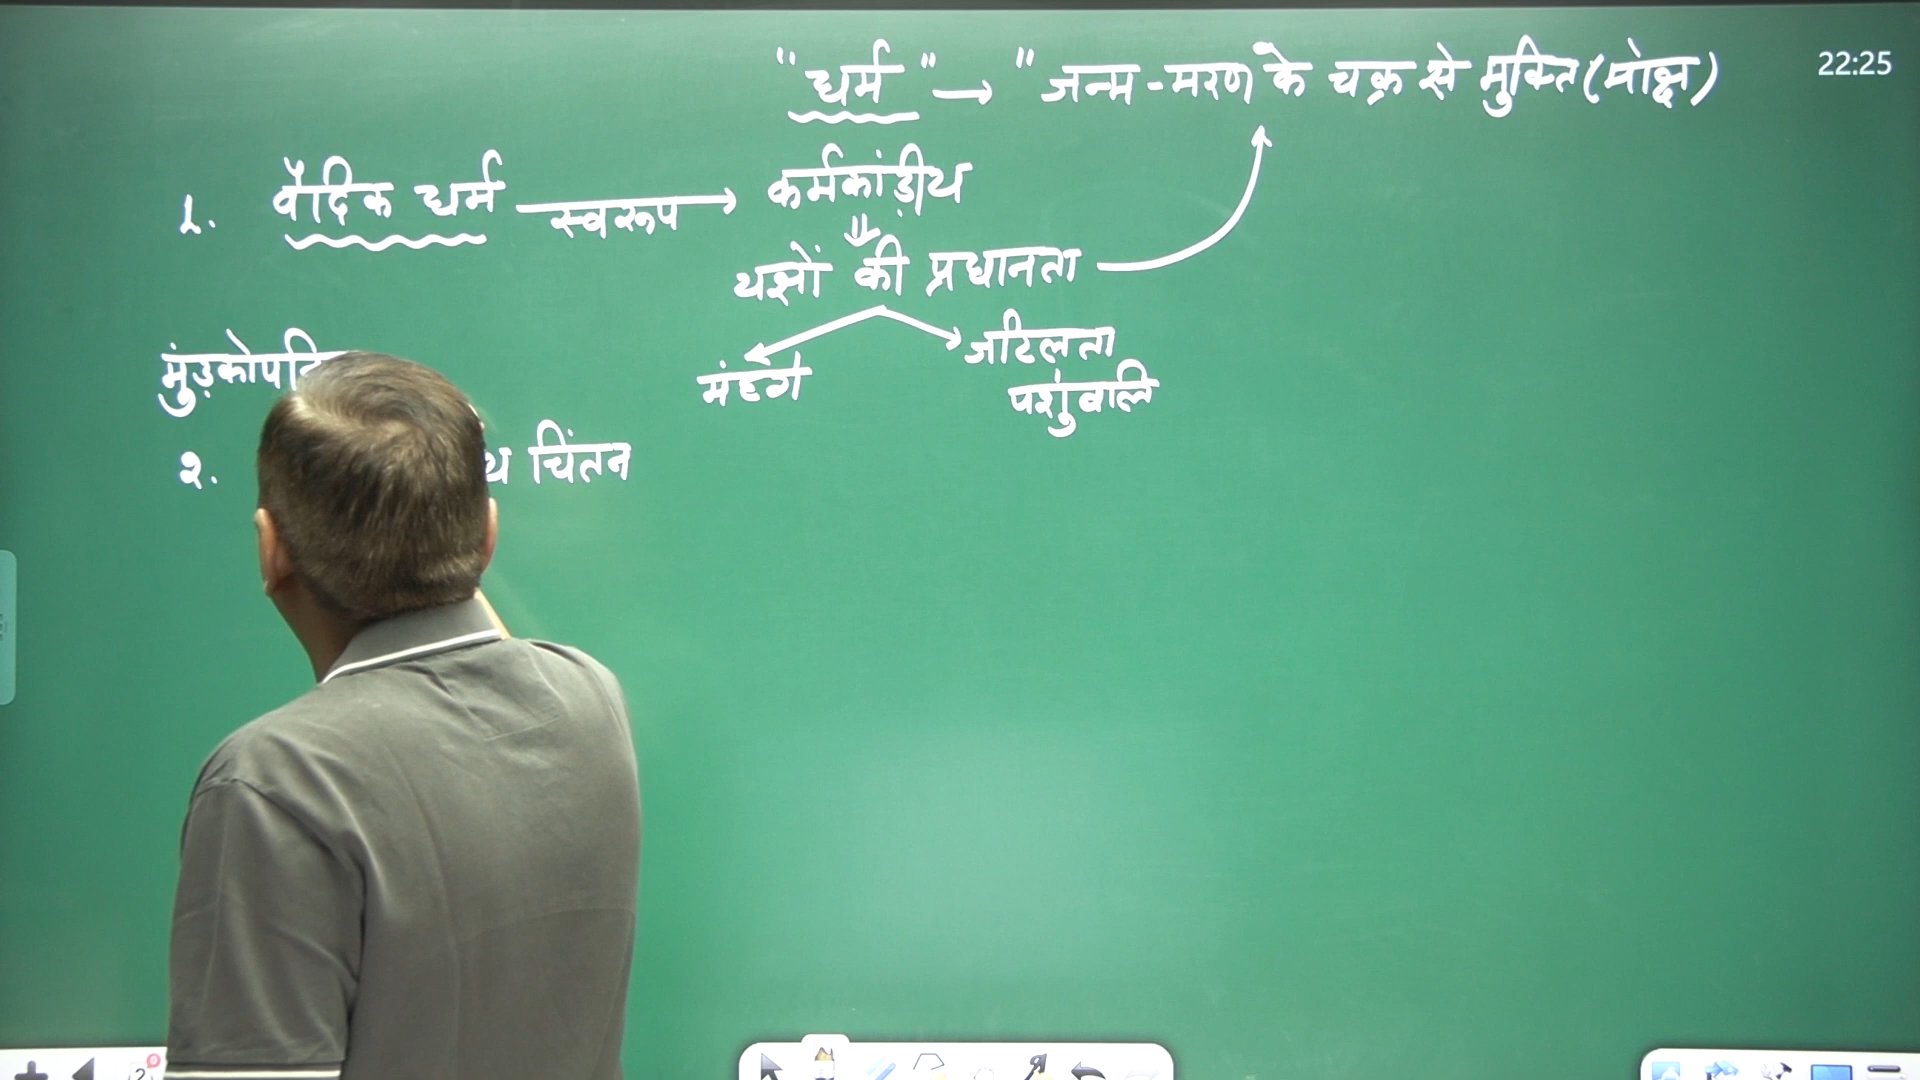 "धर्म" → "जन्म-मरण के चक्र से मुक्ति (मोक्ष)
22:25
1. वैदिक धर्म स्वरूप → कर्मकांडीय
यज्ञों की प्रधानता
मंहगे जटिलता
पशुबलि
२. चिंतन